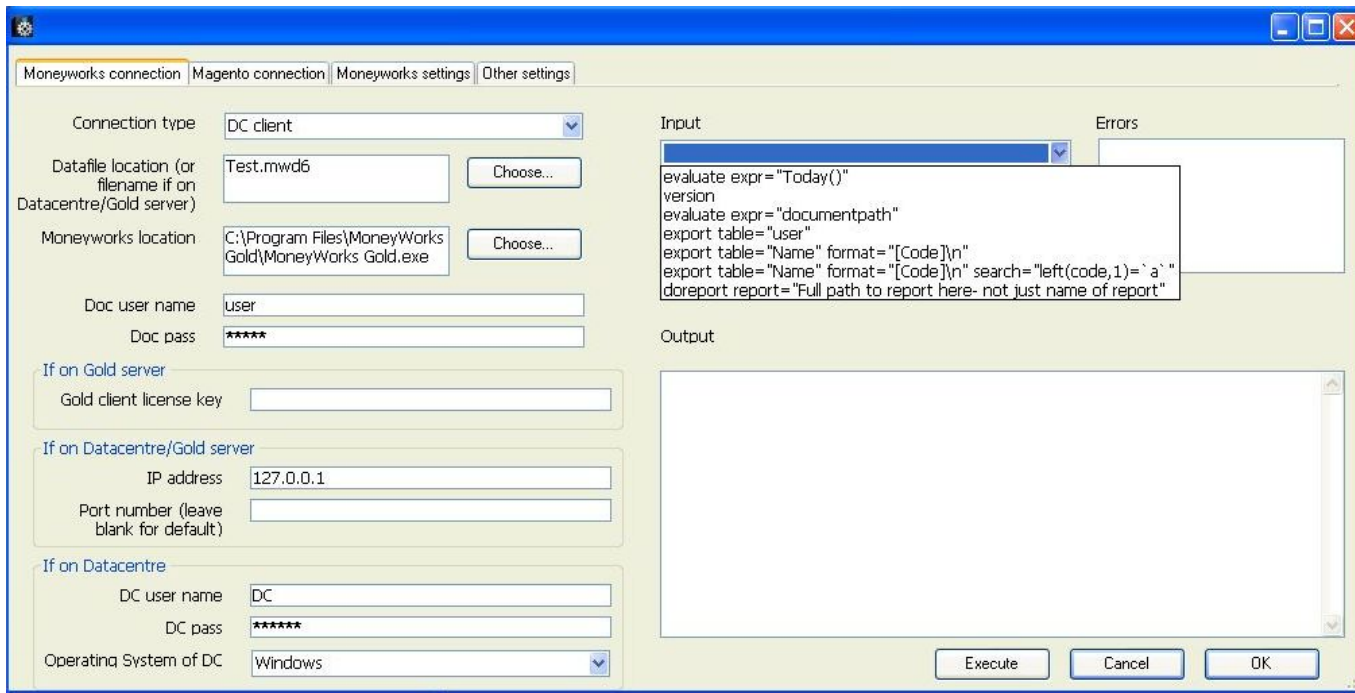 Moneyworks connection
Magento connection
Moneyworks settings
Other settings
Connection type
DC client
Datafile location (or
filename if on
Datacentre/Gold server)
Test.mwd6
Choose...
Moneyworks location
C:\Program Files\MoneyWorks
Gold\MoneyWorks Gold.exe
Choose...
Doc user name
user
Doc pass
*****
If on Gold server
Gold client license key
If on Datacentre/Gold server
IP address
127.0.0.1
Port number (leave
blank for default)
If on Datacentre
DC user name
DC
DC pass
******
Operating System of DC
Windows
Input
Errors
evaluate expr="Today()"
version
evaluate expr="documentpath"
export table="user"
export table="Name" format="[Code]\n"
export table="Name" format="[Code]\n" search="left(code,1)=`a`"
doreport report="Full path to report here- not just name of report"
Output
Execute
Cancel
OK